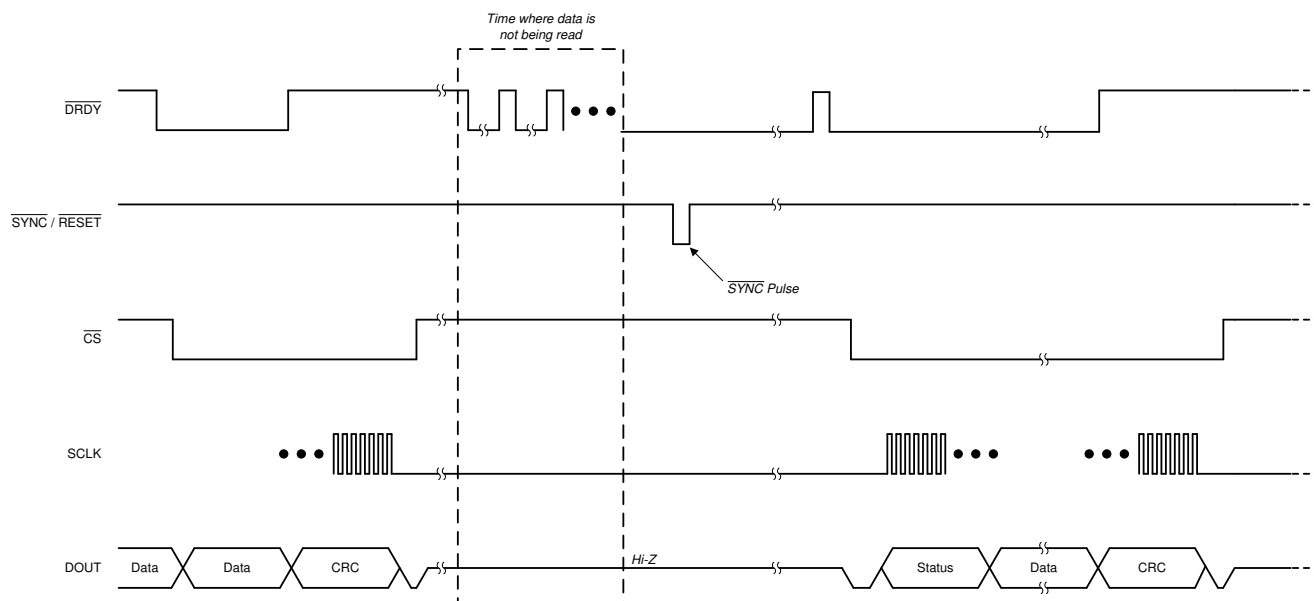 Time where data is
not being read
DRDY
SYNC / RESET
SYNC Pulse
CS
SCLK
Hi-Z
DOUT
Data
Data
CRC
Status
Data
CRC